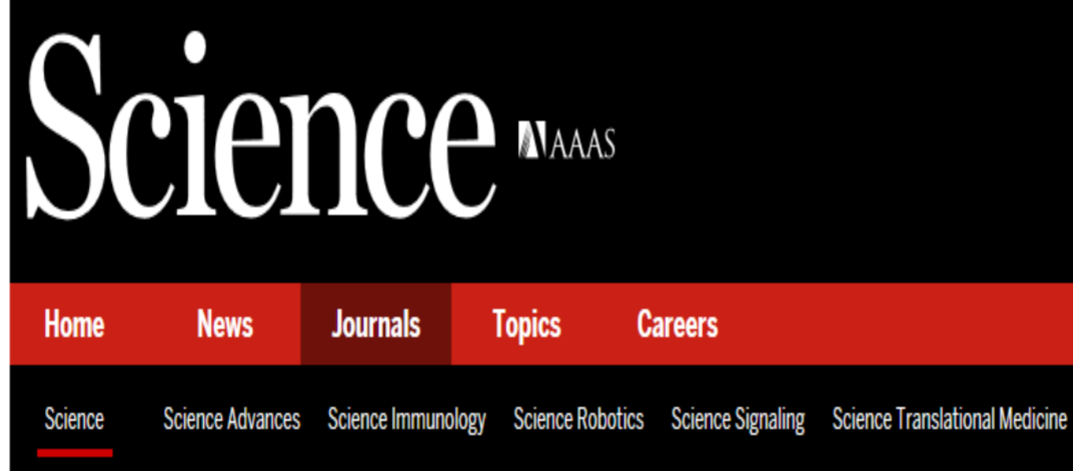 Science AAAS
Home News Journals Topics Careers
Science Science Advances Science Immunology Science Robotics Science Signaling Science Translational Medicine